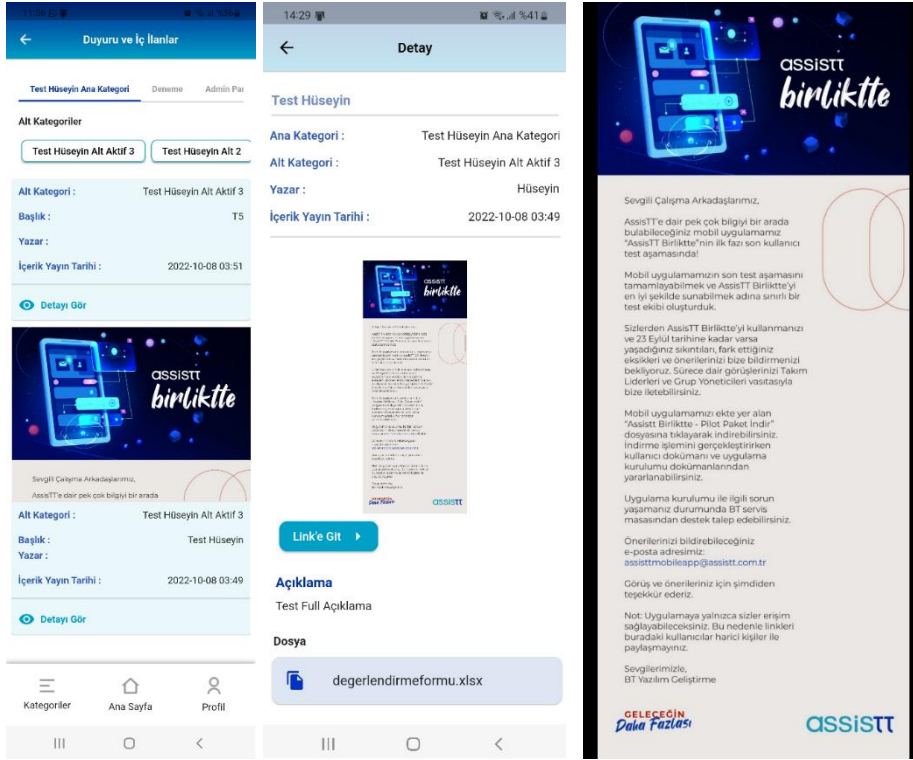 11:06
%56
Duyuru ve İç İlanlar
Test Hüseyin Ana Kategori
Deneme
Admin Par
Alt Kategoriler
Test Hüseyin Alt Aktif 3
Test Hüseyin Alt 2
Alt Kategori :
Test Hüseyin Alt Aktif 3
Başlık :
T5
Yazar :
İçerik Yayın Tarihi :
2022-10-08 03:51
Detayı Gör
assistt
birliktte
Sevgili Çalışma Arkadaşlarımız,
AssisTT'e dair pek çok bilgiyi bir arada
Alt Kategori :
Test Hüseyin Alt Aktif 3
Başlık :
Test Hüseyin
Yazar :
İçerik Yayın Tarihi :
2022-10-08 03:49
Detayı Gör
Kategoriler
Ana Sayfa
Profil
14:29
%41
Detay
Test Hüseyin
Ana Kategori :
Test Hüseyin Ana Kategori
Alt Kategori :
Test Hüseyin Alt Aktif 3
Yazar :
Hüseyin
İçerik Yayın Tarihi :
2022-10-08 03:49
assistt
birliktte
assistt
Link'e Git
Açıklama
Test Full Açıklama
Dosya
degerlendirmeformu.xlsx
assistt
birliktte
Sevgili Çalışma Arkadaşlarımız,
AssisTT'e dair pek çok bilgiyi bir arada
bulabileceğiniz mobil uygulamamız
"AssisTT Birliktte"nin ilk fazı son kullanıcı
test aşamasında!
Mobil uygulamamızın son test aşamasını
tamamlayabilmek ve AssisTT Birliktte'yi
en iyi şekilde sunabilmek adına sınırlı bir
test ekibi oluşturduk.
Sizlerden AssisTT Birliktte'yi kullanmanızı
ve 23 Eylül tarihine kadar varsa
yaşadığınız sıkıntıları, fark ettiğiniz
eksikleri ve önerilerinizi bize bildirmenizi
bekliyoruz. Sürece dair görüşlerinizi Takım
Liderleri ve Grup Yöneticileri vasıtasıyla
bize iletebilirsiniz.
Mobil uygulamamızı ekte yer alan
"Assistt Birliktte - Pilot Paket İndir"
dosyasına tıklayarak indirebilirsiniz.
İndirme işlemini gerçekleştirirken
kullanıcı dokümanı ve uygulama
kurulumu dokümanlarından
yararlanabilirsiniz.
Uygulama kurulumu ile ilgili sorun
yaşamanız durumunda BT servis
masasından destek talep edebilirsiniz.
Önerilerinizi bildirebileceğiniz
e-posta adresimiz:
assisttmobileapp@assistt.com.tr
Görüş ve önerileriniz için şimdiden
teşekkür ederiz.
Not: Uygulamaya yalnızca sizler erişim
sağlayabileceksiniz. Bu nedenle linkleri
buradaki kullanıcılar harici kişiler ile
paylaşmayınız.
Sevgilerimizle,
BT Yazılım Geliştirme
GELECEĞİN
Daha Fazlası
assistt